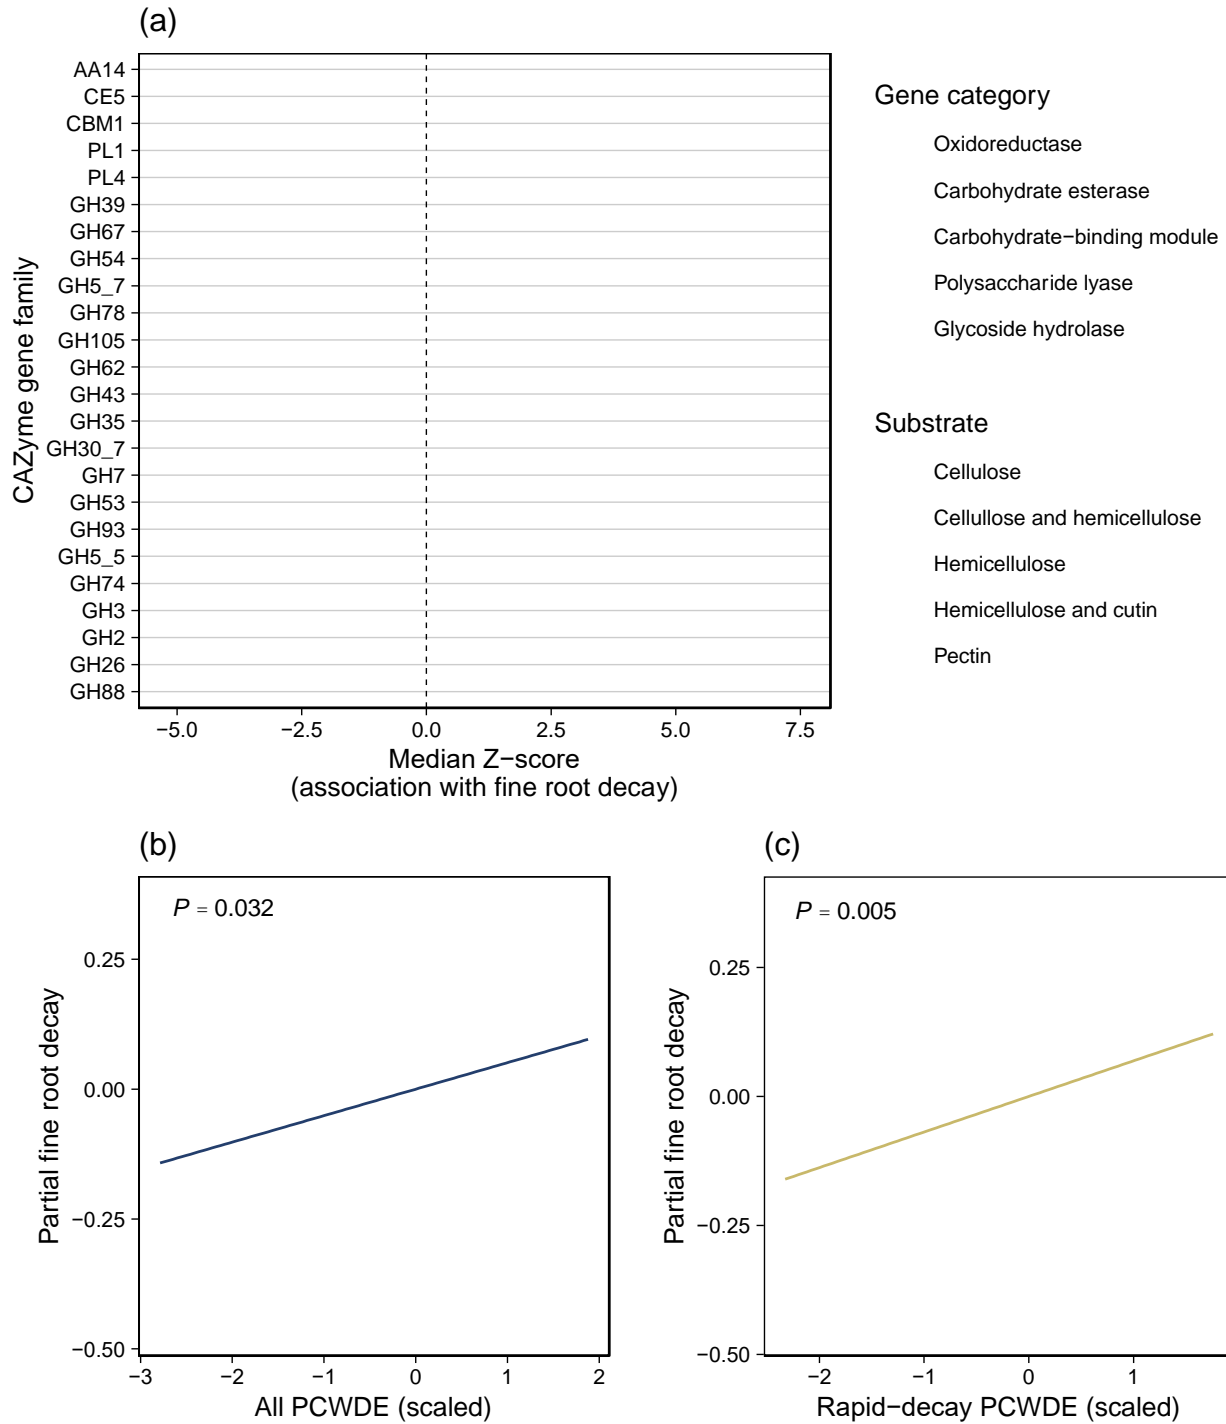 (a)
AA14
CE5
CBM1
PL1
PL4
GH39
GH67
GH54
GH5_7
GH78
GH105
GH62
GH43
GH35
GH30_7
GH7
GH53
GH93
GH5_5
GH74
GH3
GH2
GH26
GH88
CAZyme gene family
−5.0 −2.5 0.0 2.5 5.0 7.5
Median Z−score
(association with fine root decay)
Gene category
Oxidoreductase
Carbohydrate esterase
Carbohydrate−binding module
Polysaccharide lyase
Glycoside hydrolase
Substrate
Cellulose
Cellullose and hemicellulose
Hemicellulose
Hemicellulose and cutin
Pectin
(b)
P = 0.032
0.25
0.00
−0.25
−0.50
Partial fine root decay
−3 −2 −1 0 1 2
All PCWDE (scaled)
(c)
P = 0.005
0.25
0.00
−0.25
−0.50
Partial fine root decay
−2 −1 0 1
Rapid−decay PCWDE (scaled)